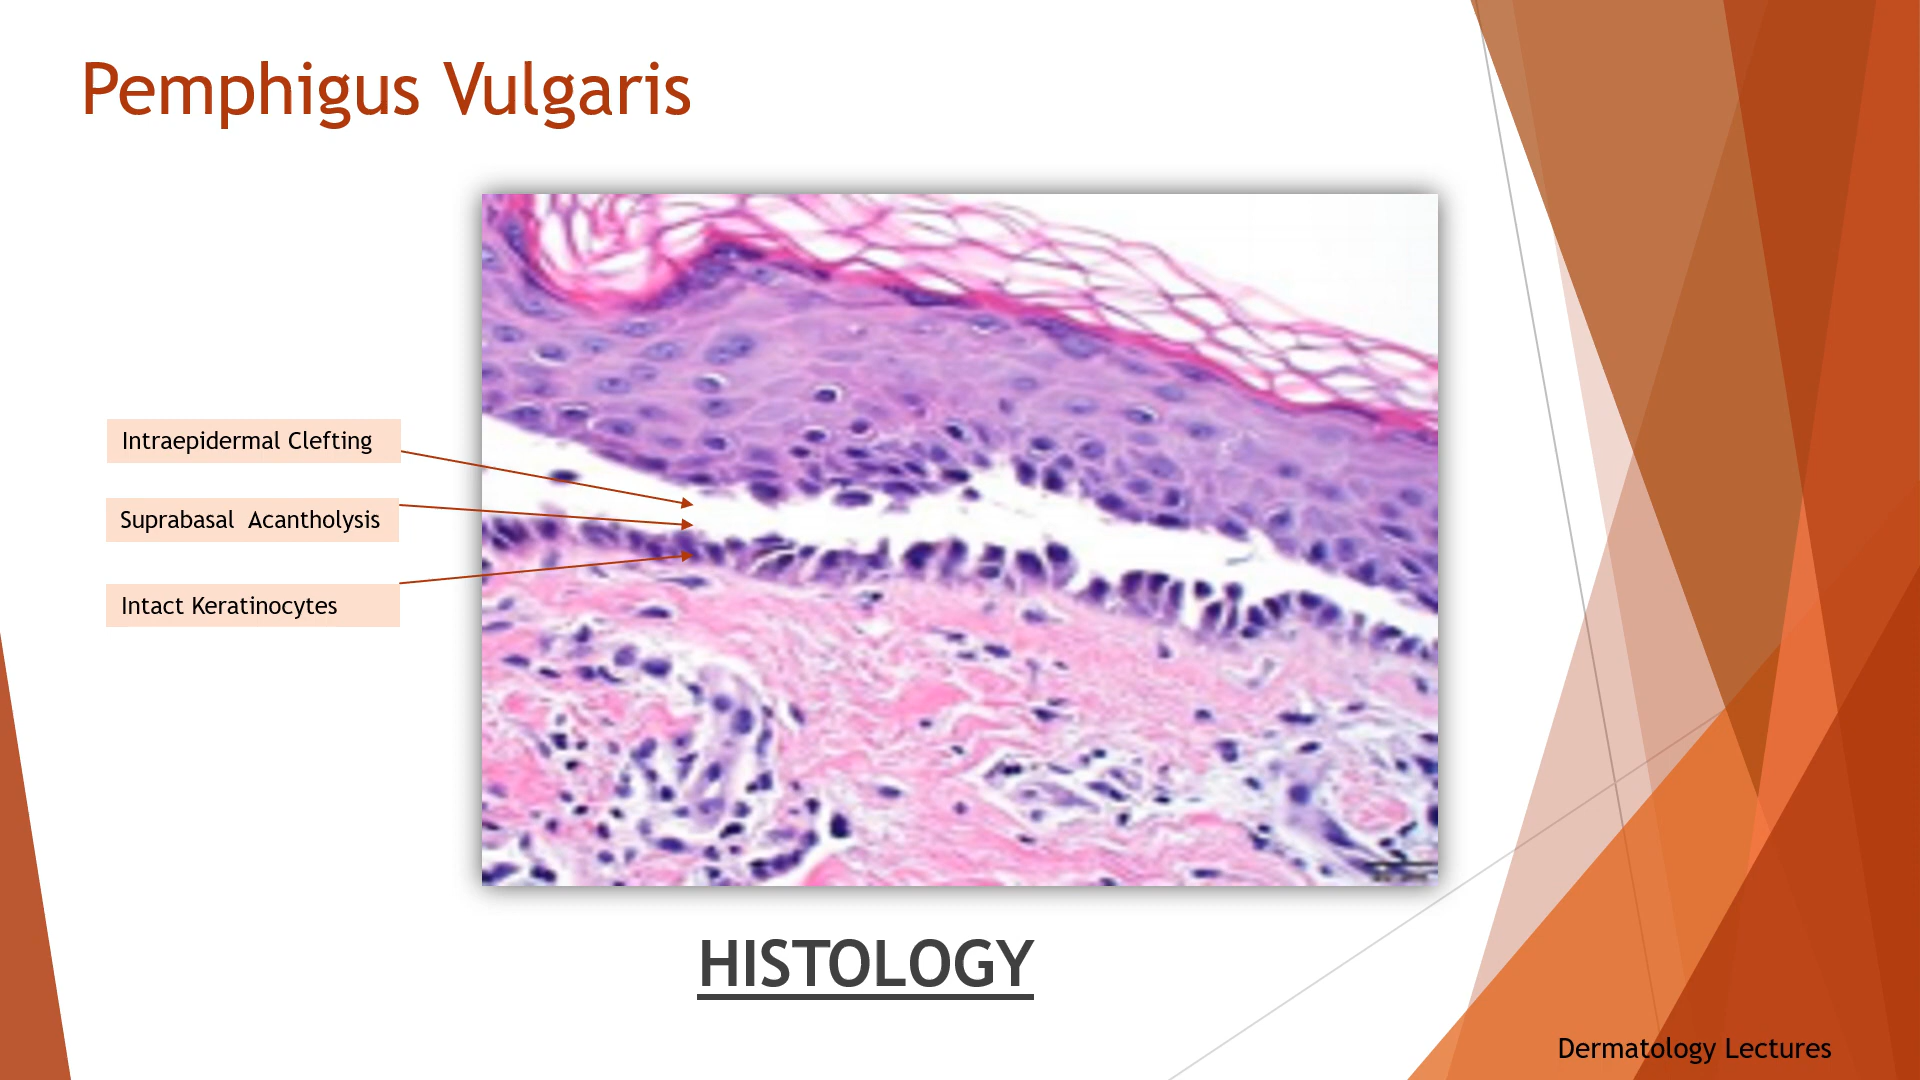 Pemphigus Vulgaris
Intraepidermal Clefting
Suprabasal  Acantholysis
Intact Keratinocytes
HISTOLOGY
Dermatology Lectures